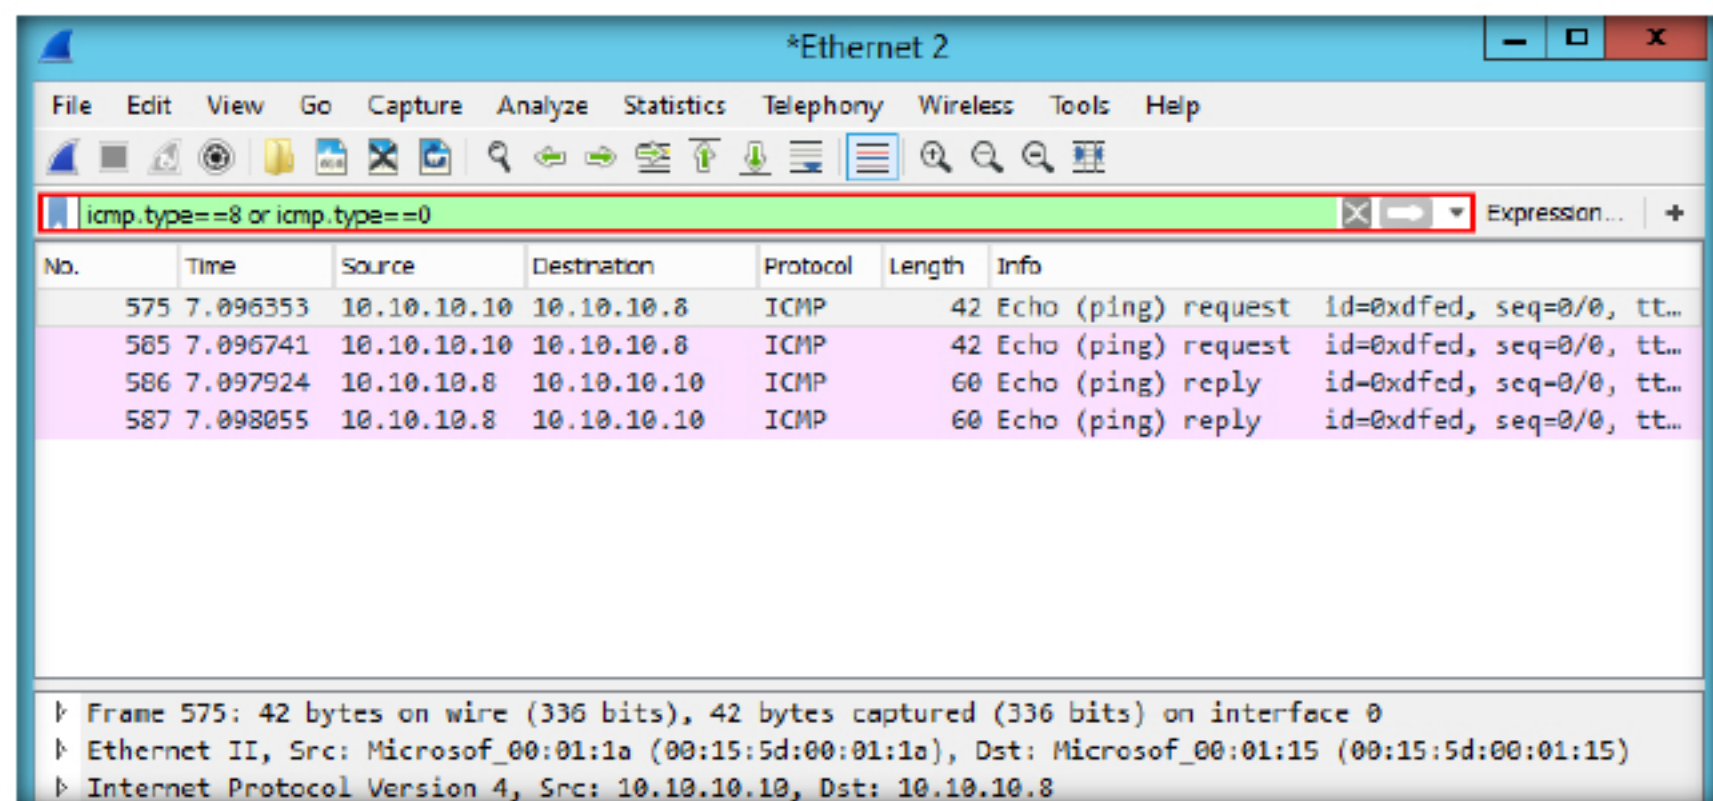 *Ethernet 2
File Edit View Go Capture Analyze Statistics Telephony Wireless Tools Help
icmp.type==8 or icmp.type==0 Expression... +
No. Time Source Destination Protocol Length Info
575 7.096353 10.10.10.10 10.10.10.8 ICMP 42 Echo (ping) request id=0xdfed, seq=0/0, tt…
585 7.096741 10.10.10.10 10.10.10.8 ICMP 42 Echo (ping) request id=0xdfed, seq=0/0, tt…
586 7.097924 10.10.10.8 10.10.10.10 ICMP 60 Echo (ping) reply id=0xdfed, seq=0/0, tt…
587 7.098055 10.10.10.8 10.10.10.10 ICMP 60 Echo (ping) reply id=0xdfed, seq=0/0, tt…
Frame 575: 42 bytes on wire (336 bits), 42 bytes captured (336 bits) on interface 0
Ethernet II, Src: Microsof_00:01:1a (00:15:5d:00:01:1a), Dst: Microsof_00:01:15 (00:15:5d:00:01:15)
Internet Protocol Version 4, Src: 10.10.10.10, Dst: 10.10.10.8